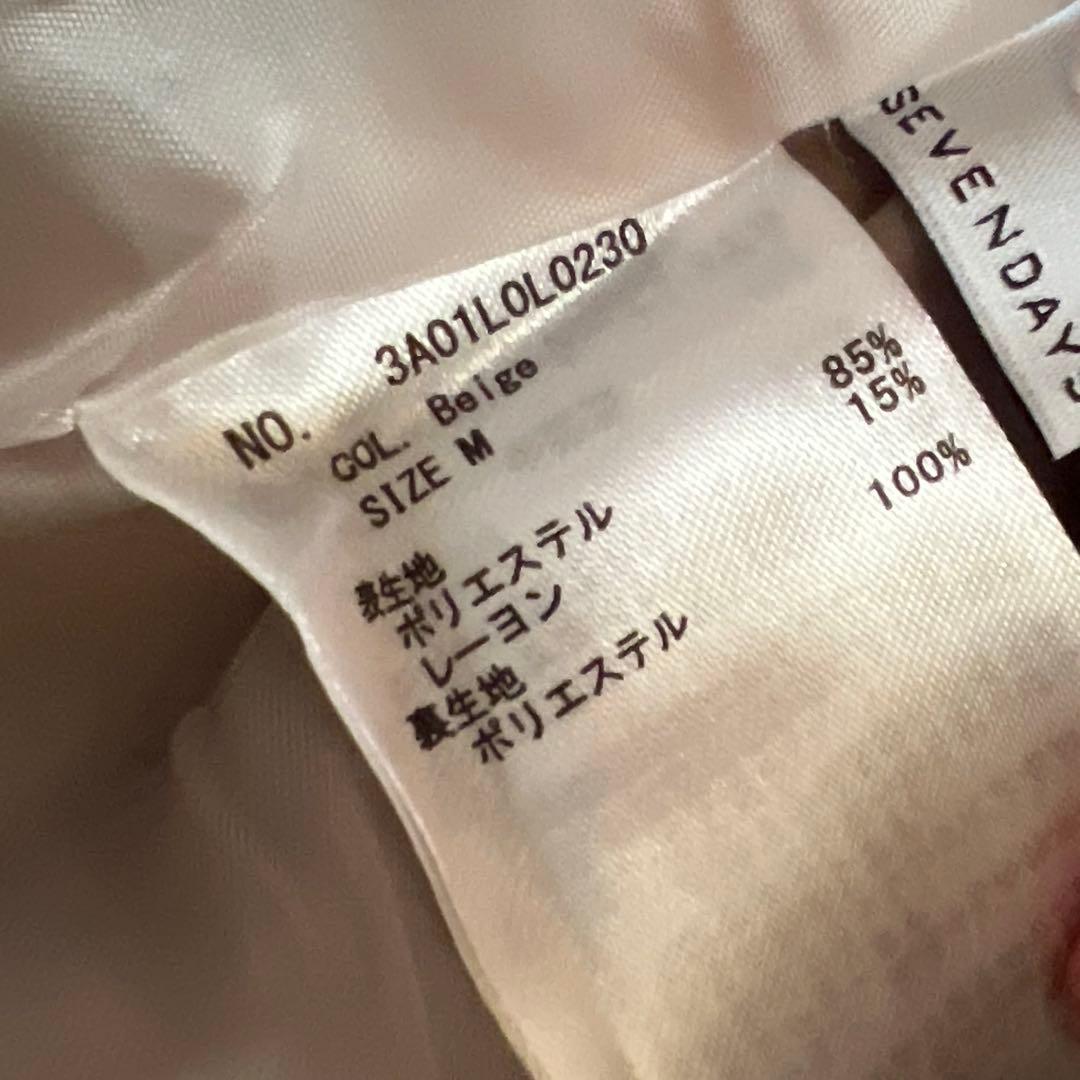 NO. 3A01L0L0230
COL. Beige
SIZE M
表生地
ポリエステル 85%
レーヨン 15%
裏生地
ポリエステル 100%
SEVENDAYS